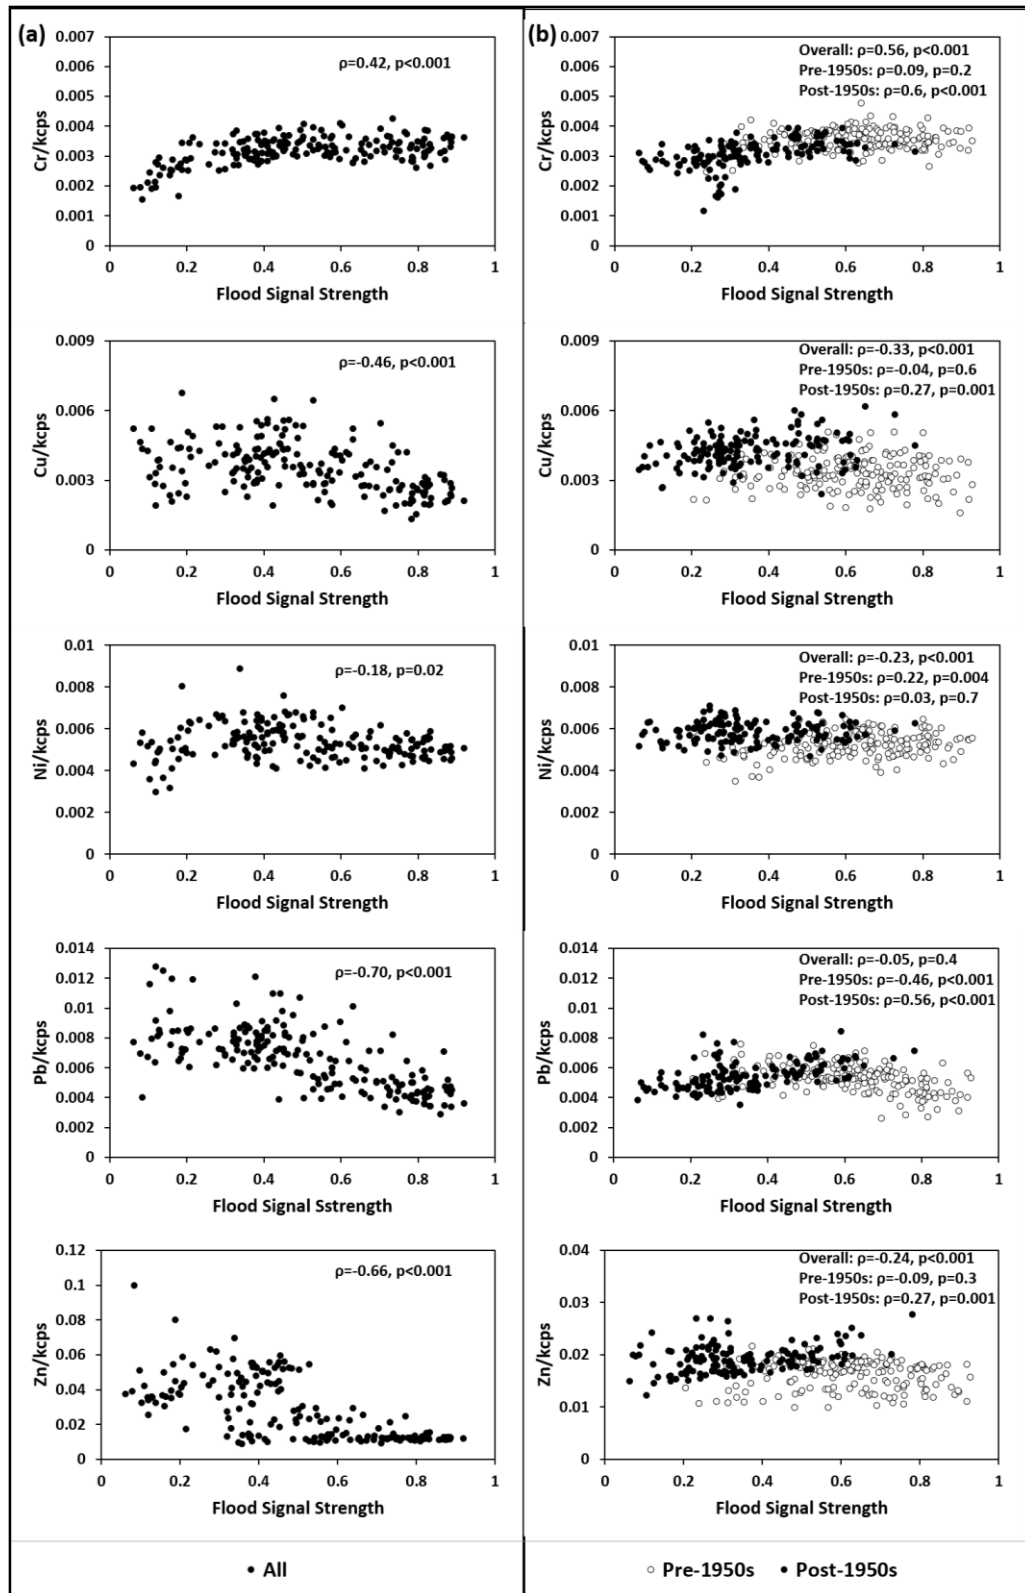 (a)
0.007
0.006
0.005
0.004
0.003
0.002
0.001
0
Cr/kcps
ρ=0.42, p<0.001
0 0.2 0.4 0.6 0.8 1
Flood Signal Strength
0.009
0.006
0.003
0
Cu/kcps
ρ=-0.46, p<0.001
0 0.2 0.4 0.6 0.8 1
Flood Signal Strength
0.01
0.008
0.006
0.004
0.002
0
Ni/kcps
ρ=-0.18, p=0.02
0 0.2 0.4 0.6 0.8 1
Flood Signal Strength
0.014
0.012
0.01
0.008
0.006
0.004
0.002
0
Pb/kcps
ρ=-0.70, p<0.001
0 0.2 0.4 0.6 0.8 1
Flood Signal Sstrength
0.12
0.1
0.08
0.06
0.04
0.02
0
Zn/kcps
ρ=-0.66, p<0.001
0 0.2 0.4 0.6 0.8 1
Flood Signal Strength
All
(b)
0.007
0.006
0.005
0.004
0.003
0.002
0.001
0
Cr/kcps
Overall: ρ=0.56, p<0.001
Pre-1950s: ρ=0.09, p=0.2
Post-1950s: ρ=0.6, p<0.001
0 0.2 0.4 0.6 0.8 1
Flood Signal Strength
0.009
0.006
0.003
0
Cu/kcps
Overall: ρ=-0.33, p<0.001
Pre-1950s: ρ=-0.04, p=0.6
Post-1950s: ρ=0.27, p=0.001
0 0.2 0.4 0.6 0.8 1
Flood Signal Strength
0.01
0.008
0.006
0.004
0.002
0
Ni/kcps
Overall: ρ=-0.23, p<0.001
Pre-1950s: ρ=0.22, p=0.004
Post-1950s: ρ=0.03, p=0.7
0 0.2 0.4 0.6 0.8 1
Flood Signal Strength
0.014
0.012
0.01
0.008
0.006
0.004
0.002
0
Pb/kcps
Overall: ρ=-0.05, p=0.4
Pre-1950s: ρ=-0.46, p<0.001
Post-1950s: ρ=0.56, p<0.001
0 0.2 0.4 0.6 0.8 1
Flood Signal Strength
0.04
0.03
0.02
0.01
0
Zn/kcps
Overall: ρ=-0.24, p<0.001
Pre-1950s: ρ=-0.09, p=0.3
Post-1950s: ρ=0.27, p=0.001
0 0.2 0.4 0.6 0.8 1
Flood Signal Strength
Pre-1950s Post-1950s